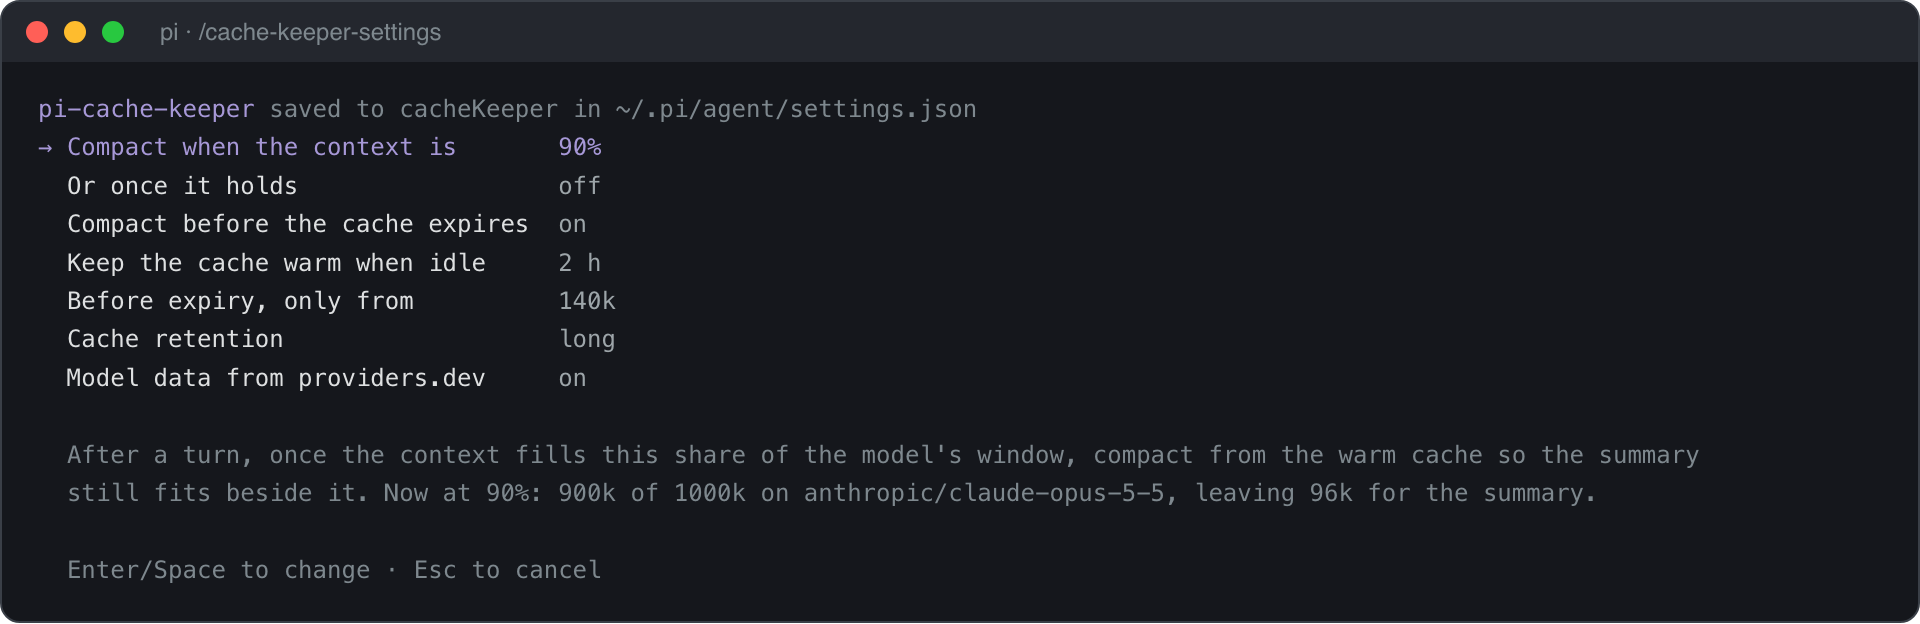 pi · /cache-keeper-settings
pi-cache-keeper saved to cacheKeeper in ~/.pi/agent/settings.json
→ Compact when the context is 90%
Or once it holds off
Compact before the cache expires on
Keep the cache warm when idle 2 h
Before expiry, only from 140k
Cache retention long
Model data from providers.dev on
After a turn, once the context fills this share of the model's window, compact from the warm cache so the summary
still fits beside it. Now at 90%: 900k of 1000k on anthropic/claude-opus-5-5, leaving 96k for the summary.
Enter/Space to change · Esc to cancel